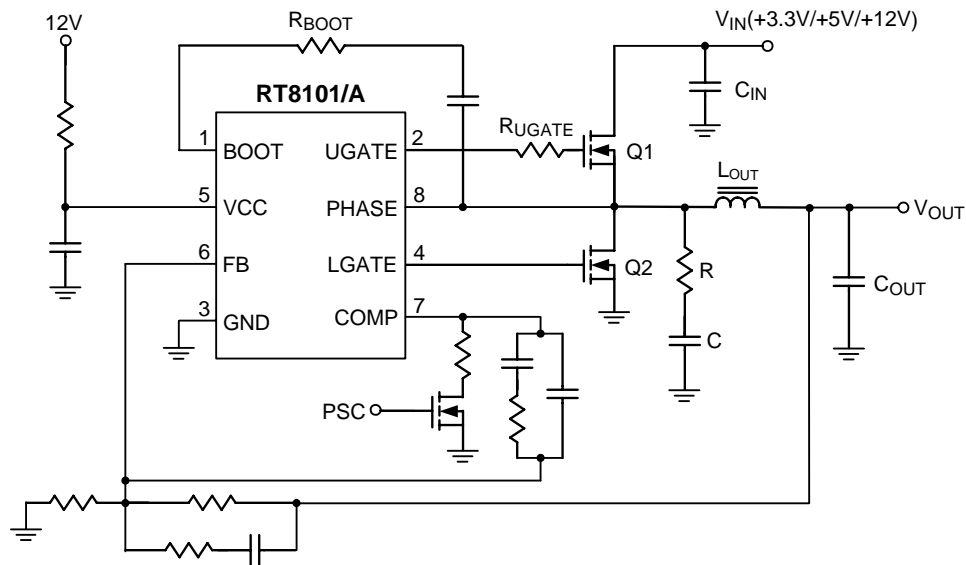 12V
RBOOT
VIN(+3.3V/+5V/+12V)
CIN
RT8101/A
1
BOOT
UGATE
2
RUGATE
Q1
5
VCC
PHASE
8
LOUT
VOUT
6
FB
LGATE
4
Q2
R
COUT
3
GND
COMP
7
C
PSC